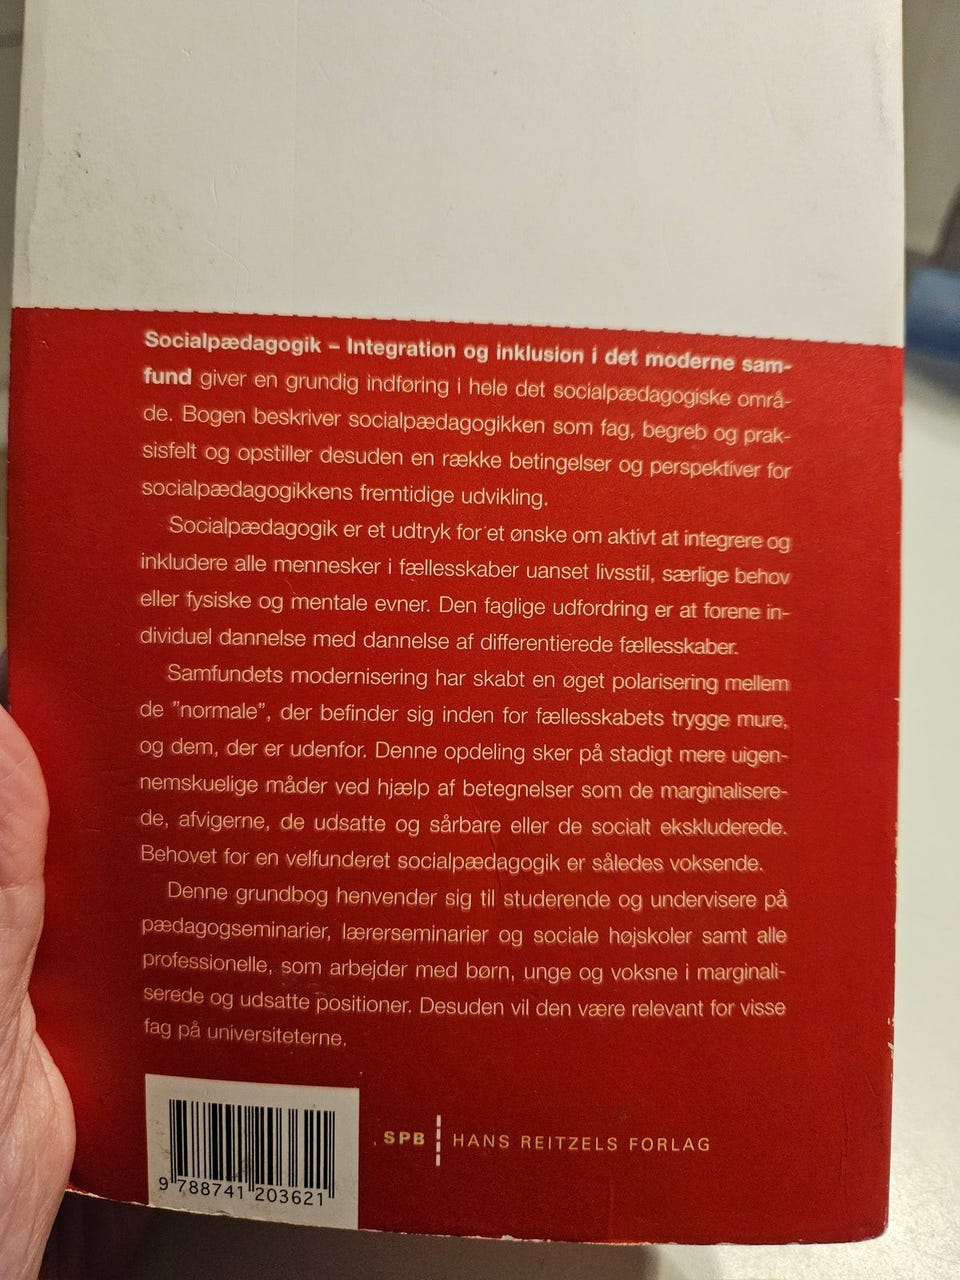 Socialpædagogik – Integration og inklusion i det moderne sam-
fund giver en grundig indføring i hele det socialpædagogiske områ-
de. Bogen beskriver socialpædagogikken som fag, begreb og prak-
sisfelt og opstiller desuden en række betingelser og perspektiver for
socialpædagogikkens fremtidige udvikling.
Socialpædagogik er et udtryk for et ønske om aktivt at integrere og
inkludere alle mennesker i fællesskaber uanset livsstil, særlige behov
eller fysiske og mentale evner. Den faglige udfordring er at forene in-
dividuel dannelse med dannelse af differentierede fællesskaber.
Samfundets modernisering har skabt en øget polarisering mellem
de ”normale”, der befinder sig inden for fællesskabets trygge mure,
og dem, der er udenfor. Denne opdeling sker på stadigt mere uigen-
nemskuelige måder ved hjælp af betegnelser som de marginalisere-
de, afvigerne, de udsatte og sårbare eller de socialt ekskluderede.
Behovet for en velfunderet socialpædagogik er således voksende.
Denne grundbog henvender sig til studerende og undervisere på
pædagogseminarier, lærerseminarier og sociale højskoler samt alle
professionelle, som arbejder med børn, unge og voksne i marginali-
serede og udsatte positioner. Desuden vil den være relevant for visse
fag på universiteterne.
SPB HANS REITZELS FORLAG
9 788741 203621